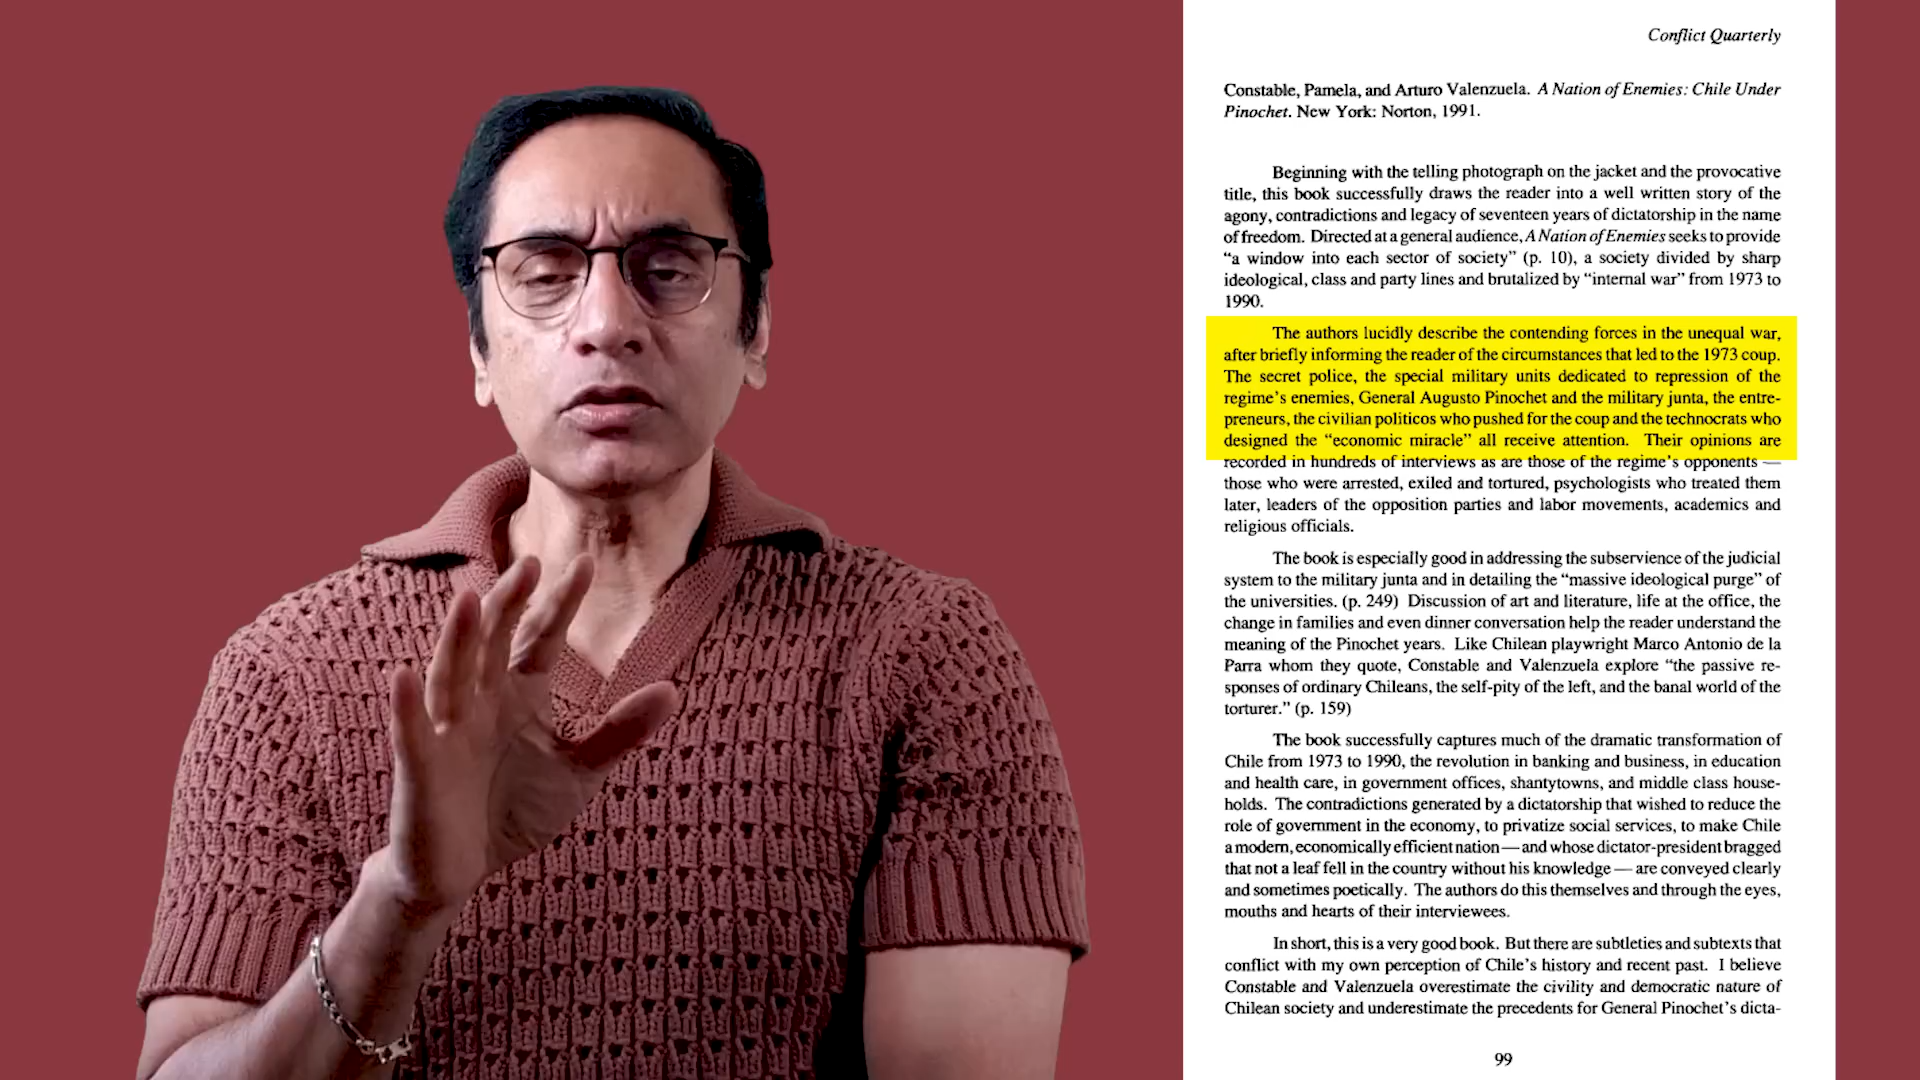 Conflict Quarterly
Constable, Pamela, and Arturo Valenzuela. A Nation of Enemies: Chile Under
Pinochet. New York: Norton, 1991.
Beginning with the telling photograph on the jacket and the provocative
title, this book successfully draws the reader into a well written story of the
agony, contradictions and legacy of seventeen years of dictatorship in the name
of freedom. Directed at a general audience, A Nation of Enemies seeks to provide
“a window into each sector of society” (p. 10), a society divided by sharp
ideological, class and party lines and brutalized by “internal war” from 1973 to
1990.
The authors lucidly describe the contending forces in the unequal war,
after briefly informing the reader of the circumstances that led to the 1973 coup.
The secret police, the special military units dedicated to repression of the
regime’s enemies, General Augusto Pinochet and the military junta, the entre-
preneurs, the civilian politicos who pushed for the coup and the technocrats who
designed the “economic miracle” all receive attention. Their opinions are
recorded in hundreds of interviews as are those of the regime’s opponents —
those who were arrested, exiled and tortured, psychologists who treated them
later, leaders of the opposition parties and labor movements, academics and
religious officials.
The book is especially good in addressing the subservience of the judicial
system to the military junta and in detailing the “massive ideological purge” of
the universities. (p. 249) Discussion of art and literature, life at the office, the
change in families and even dinner conversation help the reader understand the
meaning of the Pinochet years. Like Chilean playwright Marco Antonio de la
Parra whom they quote, Constable and Valenzuela explore “the passive re-
sponses of ordinary Chileans, the self-pity of the left, and the banal world of the
torturer.” (p. 159)
The book successfully captures much of the dramatic transformation of
Chile from 1973 to 1990, the revolution in banking and business, in education
and health care, in government offices, shantytowns, and middle class house-
holds. The contradictions generated by a dictatorship that wished to reduce the
role of government in the economy, to privatize social services, to make Chile
a modern, economically efficient nation — and whose dictator-president bragged
that not a leaf fell in the country without his knowledge — are conveyed clearly
and sometimes poetically. The authors do this themselves and through the eyes,
mouths and hearts of their interviewees.
In short, this is a very good book. But there are subtleties and subtexts that
conflict with my own perception of Chile’s history and recent past. I believe
Constable and Valenzuela overestimate the civility and democratic nature of
Chilean society and underestimate the precedents for General Pinochet’s dicta-
99